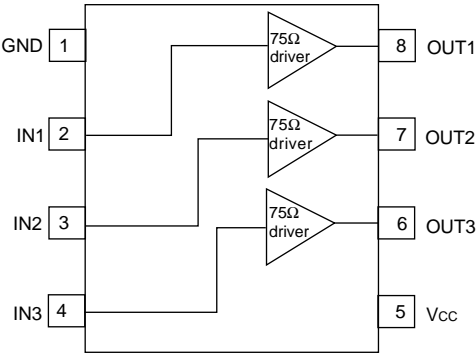 GND 1
75Ω
driver
8 OUT1
IN1 2
75Ω
driver
7 OUT2
IN2 3
75Ω
driver
6 OUT3
IN3 4
5 Vcc